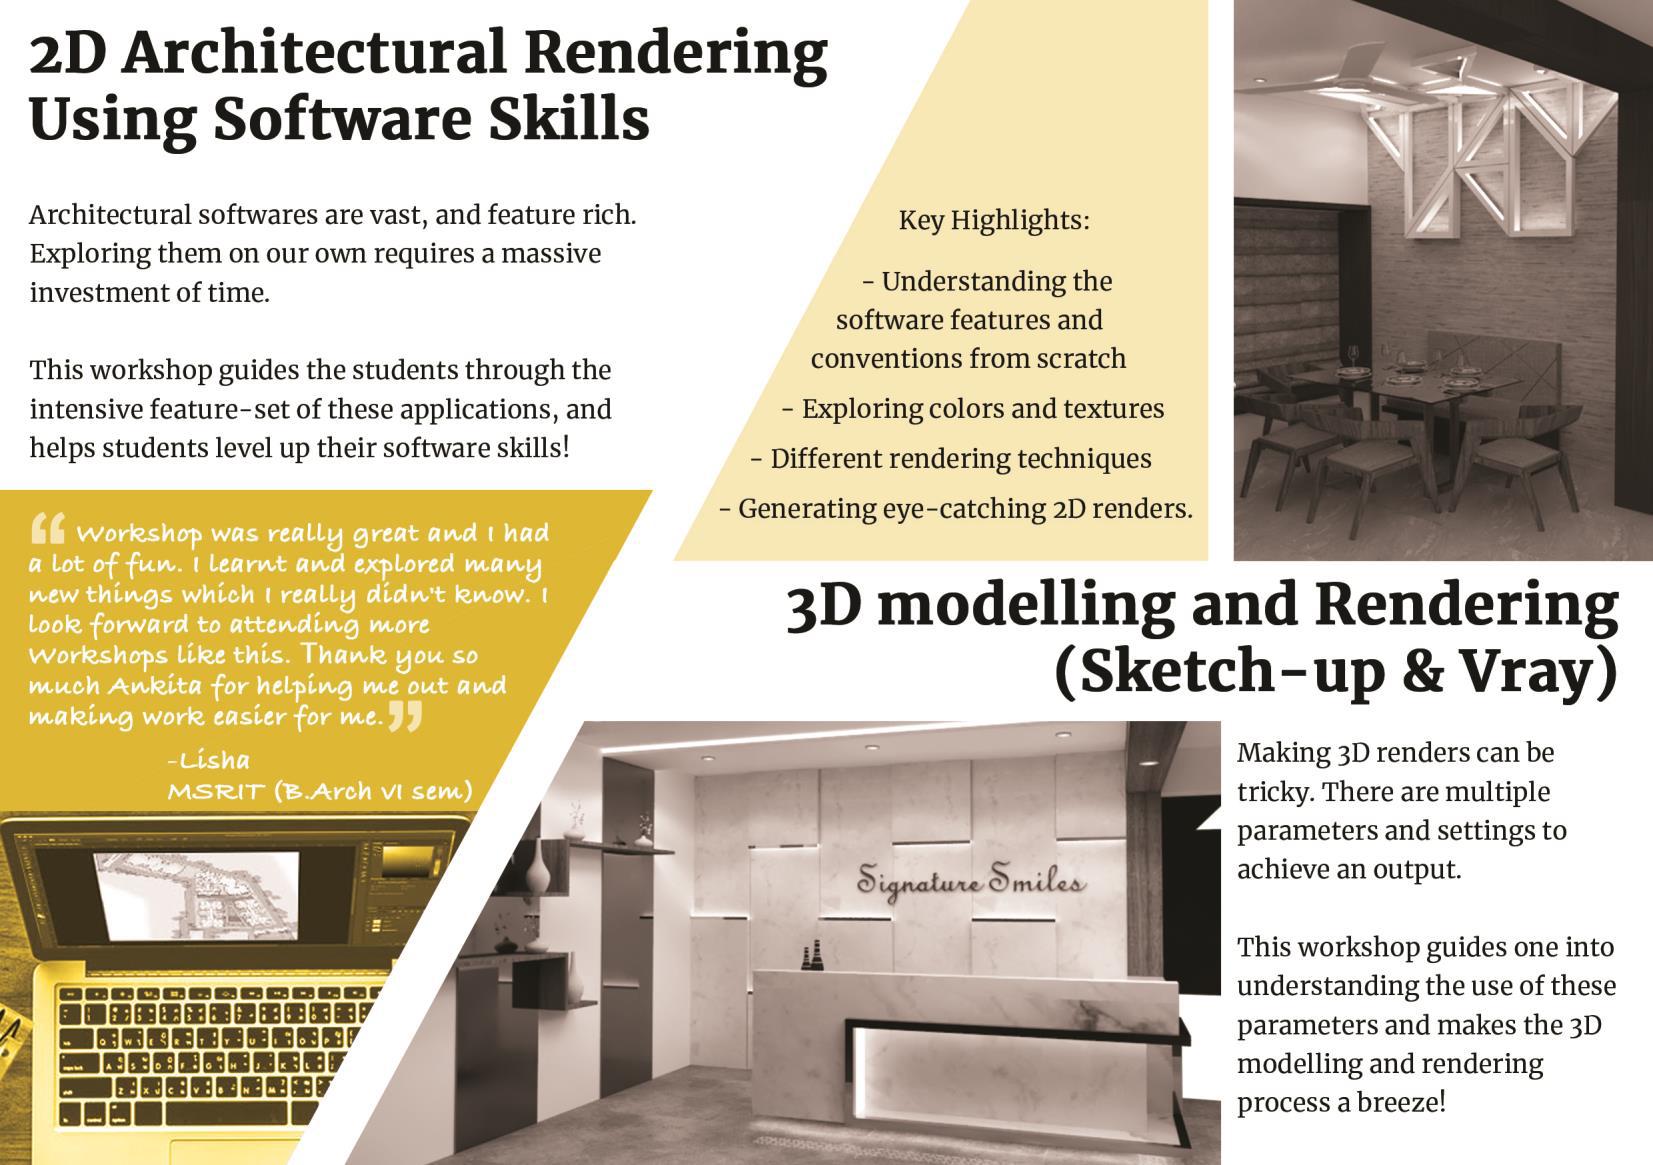 2D Architectural Rendering
Using Software Skills
Architectural softwares are vast, and feature rich.
Exploring them on our own requires a massive
investment of time.
This workshop guides the students through the
intensive feature-set of these applications, and
helps students level up their software skills!
Key Highlights:
- Understanding the
software features and
conventions from scratch
- Exploring colors and textures
- Different rendering techniques
- Generating eye-catching 2D renders.
“ Workshop was really great and I had
a lot of fun. I learnt and explored many
new things which I really didn't know. I
look forward to attending more
Workshops like this. Thank you so
much Ankita for helping me out and
making work easier for me.”
-Lisha
MSRIT (B.Arch VI sem)
3D modelling and Rendering
(Sketch-up & Vray)
Signature Smiles
Making 3D renders can be
tricky. There are multiple
parameters and settings to
achieve an output.
This workshop guides one into
understanding the use of these
parameters and makes the 3D
modelling and rendering
process a breeze!